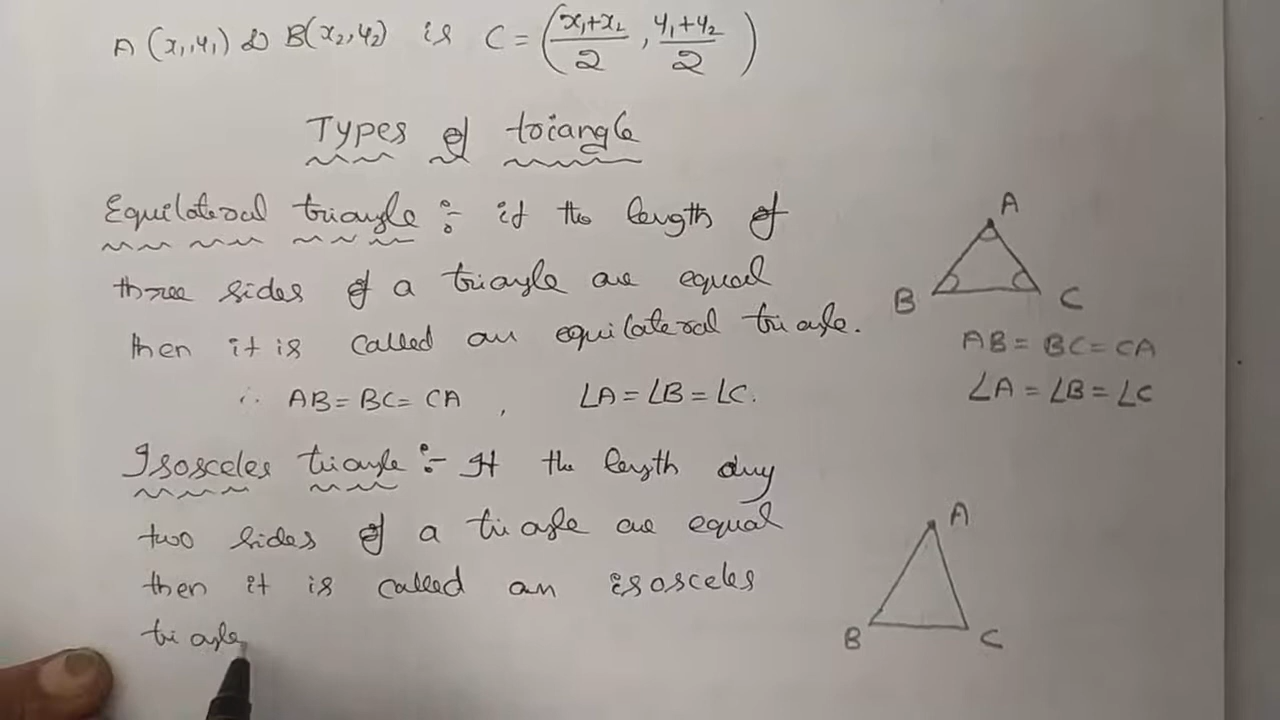 A (x₁,y₁) & B(x₂,y₂) is C = ( x₁+x₂/2 , y₁+y₂/2 )
Types of triangle
Equilateral triangle :- if the length of
three sides of a triangle are equal
then it is called an equilateral triangle.
∴ AB = BC = CA , ∠A = ∠B = ∠C.
Isosceles triangle :- If the length any
two sides of a triangle are equal
then it is called an isosceles
triangle
A
B C
AB = BC = CA
∠A = ∠B = ∠C
A
B C